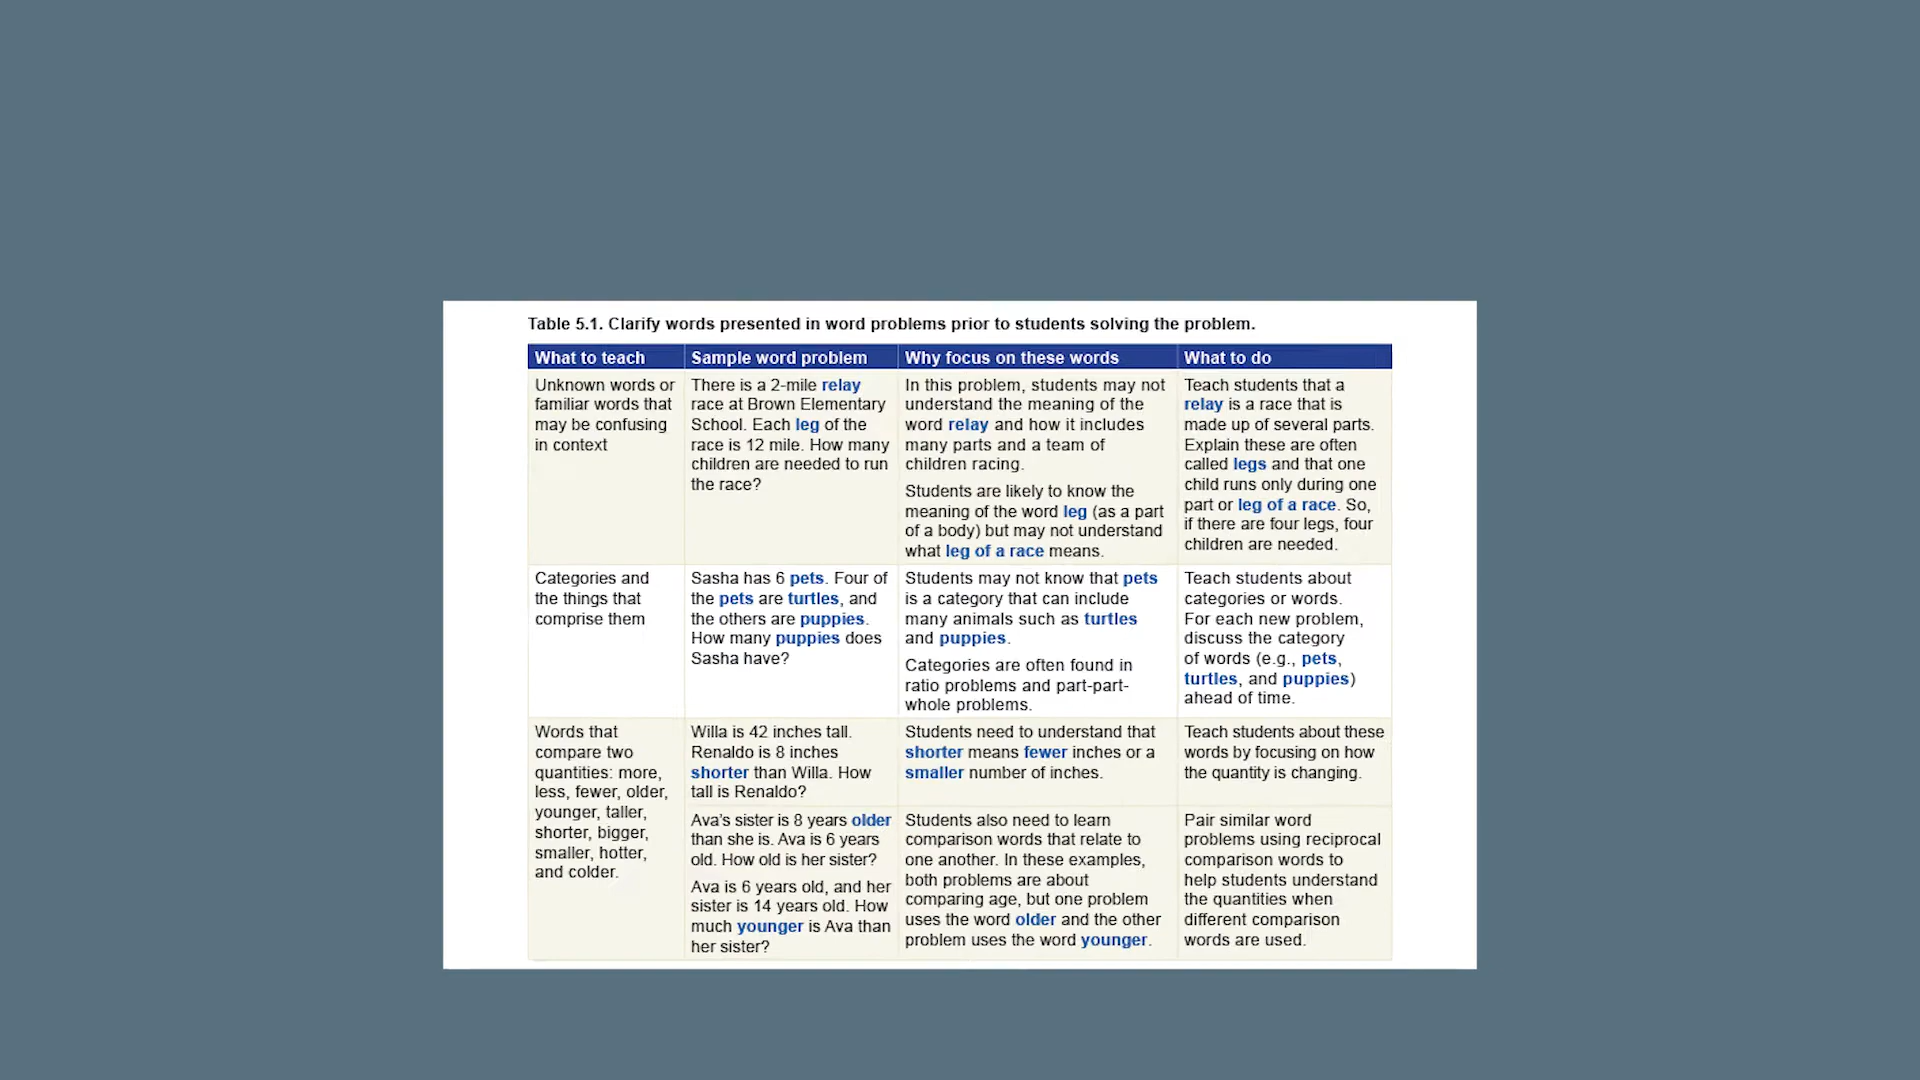 Table 5.1. Clarify words presented in word problems prior to students solving the problem.
What to teach
Sample word problem
Why focus on these words
What to do
Unknown words or
familiar words that
may be confusing
in context
There is a 2-mile relay
race at Brown Elementary
School. Each leg of the
race is 12 mile. How many
children are needed to run
the race?
In this problem, students may not
understand the meaning of the
word relay and how it includes
many parts and a team of
children racing.
Students are likely to know the
meaning of the word leg (as a part
of a body) but may not understand
what leg of a race means.
Teach students that a
relay is a race that is
made up of several parts.
Explain these are often
called legs and that one
child runs only during one
part or leg of a race. So,
if there are four legs, four
children are needed.
Categories and
the things that
comprise them
Sasha has 6 pets. Four of
the pets are turtles, and
the others are puppies.
How many puppies does
Sasha have?
Students may not know that pets
is a category that can include
many animals such as turtles
and puppies.
Categories are often found in
ratio problems and part-part-
whole problems.
Teach students about
categories or words.
For each new problem,
discuss the category
of words (e.g., pets,
turtles, and puppies)
ahead of time.
Words that
compare two
quantities: more,
less, fewer, older,
younger, taller,
shorter, bigger,
smaller, hotter,
and colder.
Willa is 42 inches tall.
Renaldo is 8 inches
shorter than Willa. How
tall is Renaldo?
Students need to understand that
shorter means fewer inches or a
smaller number of inches.
Teach students about these
words by focusing on how
the quantity is changing.
Ava's sister is 8 years older
than she is. Ava is 6 years
old. How old is her sister?
Ava is 6 years old, and her
sister is 14 years old. How
much younger is Ava than
her sister?
Students also need to learn
comparison words that relate to
one another. In these examples,
both problems are about
comparing age, but one problem
uses the word older and the other
problem uses the word younger.
Pair similar word
problems using reciprocal
comparison words to
help students understand
the quantities when
different comparison
words are used.